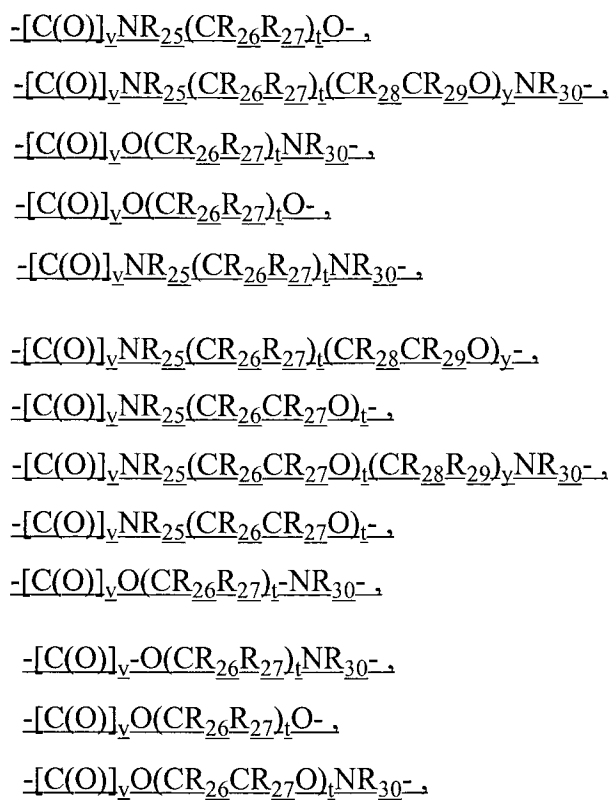 -[C(O)]ᵥNR₂₅(CR₂₆R₂₇)ₜO- ,
-[C(O)]ᵥNR₂₅(CR₂₆R₂₇)ₜ(CR₂₈CR₂₉O)yNR₃₀- ,
-[C(O)]ᵥO(CR₂₆R₂₇)ₜNR₃₀- ,
-[C(O)]ᵥO(CR₂₆R₂₇)ₜO- ,
-[C(O)]ᵥNR₂₅(CR₂₆R₂₇)ₜNR₃₀- ,
-[C(O)]ᵥNR₂₅(CR₂₆R₂₇)ₜ(CR₂₈CR₂₉O)y- ,
-[C(O)]ᵥNR₂₅(CR₂₆CR₂₇O)ₜ- ,
-[C(O)]ᵥNR₂₅(CR₂₆CR₂₇O)ₜ(CR₂₈R₂₉)yNR₃₀- ,
-[C(O)]ᵥNR₂₅(CR₂₆CR₂₇O)ₜ- ,
-[C(O)]ᵥO(CR₂₆R₂₇)ₜ-NR₃₀- ,
-[C(O)]ᵥ-O(CR₂₆R₂₇)ₜNR₃₀- ,
-[C(O)]ᵥO(CR₂₆R₂₇)ₜO- ,
-[C(O)]ᵥO(CR₂₆CR₂₇O)ₜNR₃₀- ,